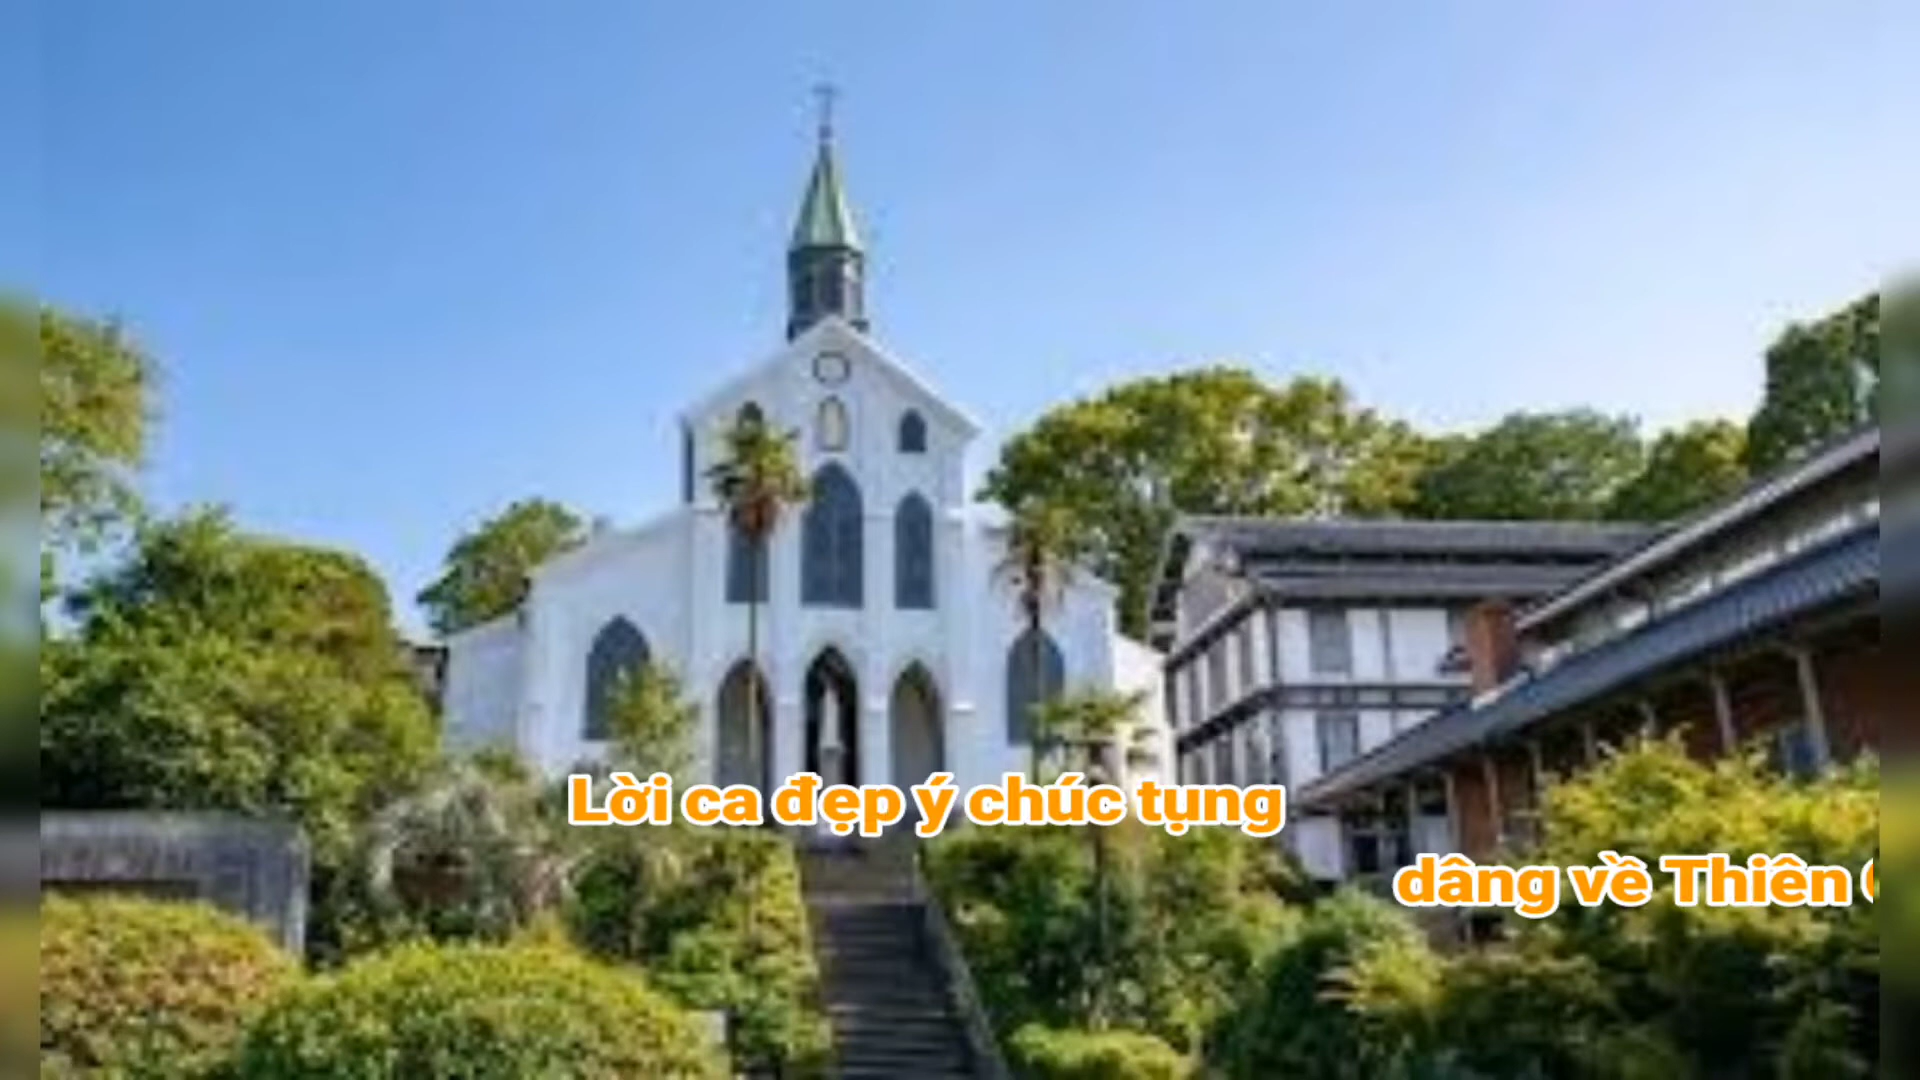 Lời ca đẹp ý chúc tụng
dâng về Thiên